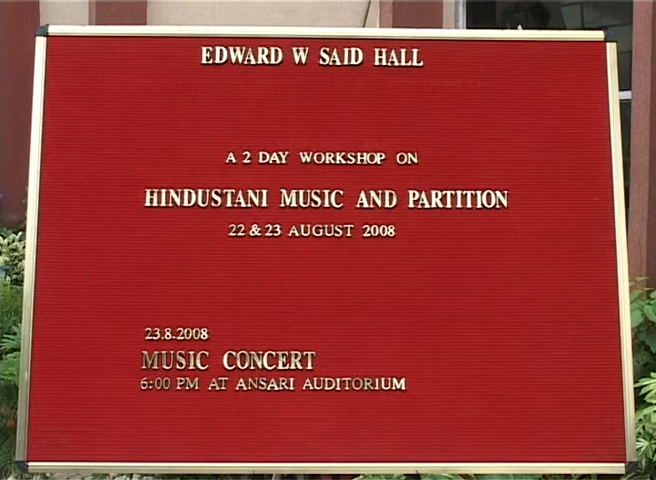 EDWARD W SAID HALL
A 2 DAY WORKSHOP ON
HINDUSTANI MUSIC AND PARTITION
22 & 23 AUGUST 2008
23.8.2008
MUSIC CONCERT
6:00 PM AT ANSARI AUDITORIUM